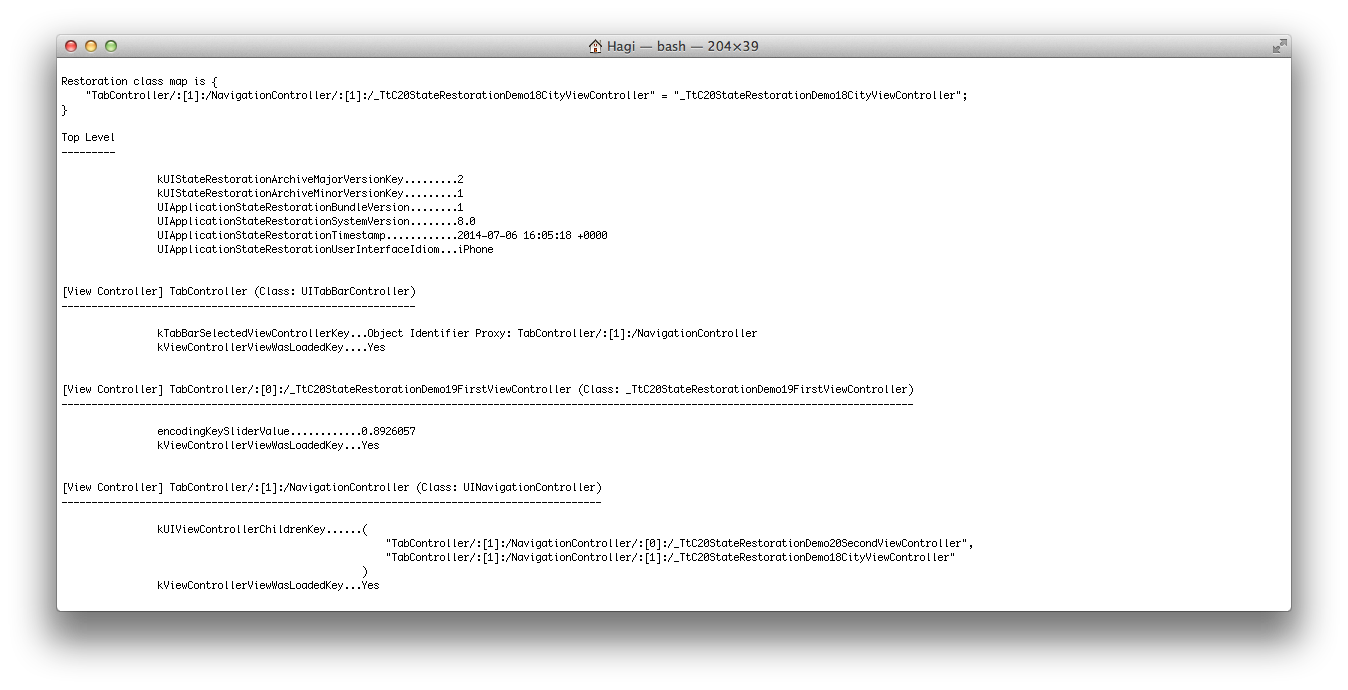 Hagi — bash — 204×39
Restoration class map is {
"TabController/:[1]:/NavigationController/:[1]:/_TtC20StateRestorationDemo18CityViewController" = "_TtC20StateRestorationDemo18CityViewController";
}
Top Level
---------
kUIStateRestorationArchiveMajorVersionKey.........2
kUIStateRestorationArchiveMinorVersionKey.........1
UIApplicationStateRestorationBundleVersion........1
UIApplicationStateRestorationSystemVersion........8.0
UIApplicationStateRestorationTimestamp............2014-07-06 16:05:18 +0000
UIApplicationStateRestorationUserInterfaceIdiom...iPhone
[View Controller] TabController (Class: UITabBarController)
-----------------------------------------------------------
kTabBarSelectedViewControllerKey...Object Identifier Proxy: TabController/:[1]:/NavigationController
kViewControllerViewWasLoadedKey....Yes
[View Controller] TabController/:[0]:/_TtC20StateRestorationDemo19FirstViewController (Class: _TtC20StateRestorationDemo19FirstViewController)
----------------------------------------------------------------------------------------------------------------------------------------------
encodingKeySliderValue............0.8926057
kViewControllerViewWasLoadedKey...Yes
[View Controller] TabController/:[1]:/NavigationController (Class: UINavigationController)
------------------------------------------------------------------------------------------
kUIViewControllerChildrenKey......(
"TabController/:[1]:/NavigationController/:[0]:/_TtC20StateRestorationDemo20SecondViewController",
"TabController/:[1]:/NavigationController/:[1]:/_TtC20StateRestorationDemo18CityViewController"
)
kViewControllerViewWasLoadedKey...Yes